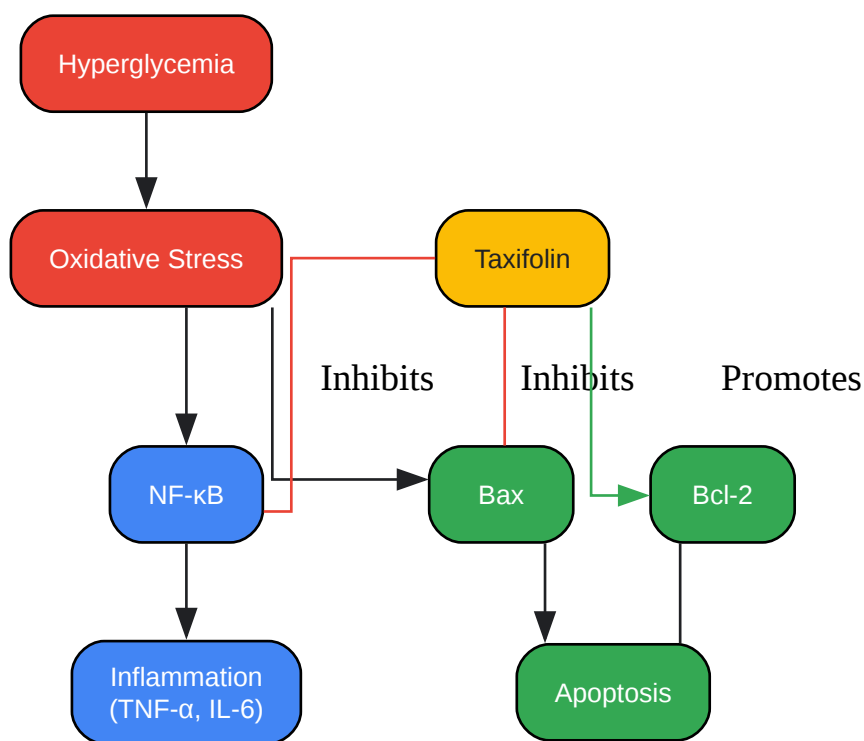 Hyperglycemia
Oxidative Stress
Taxifolin
Inhibits
Inhibits
Promotes
NF-κB
Bax
Bcl-2
Inflammation
(TNF-α, IL-6)
Apoptosis